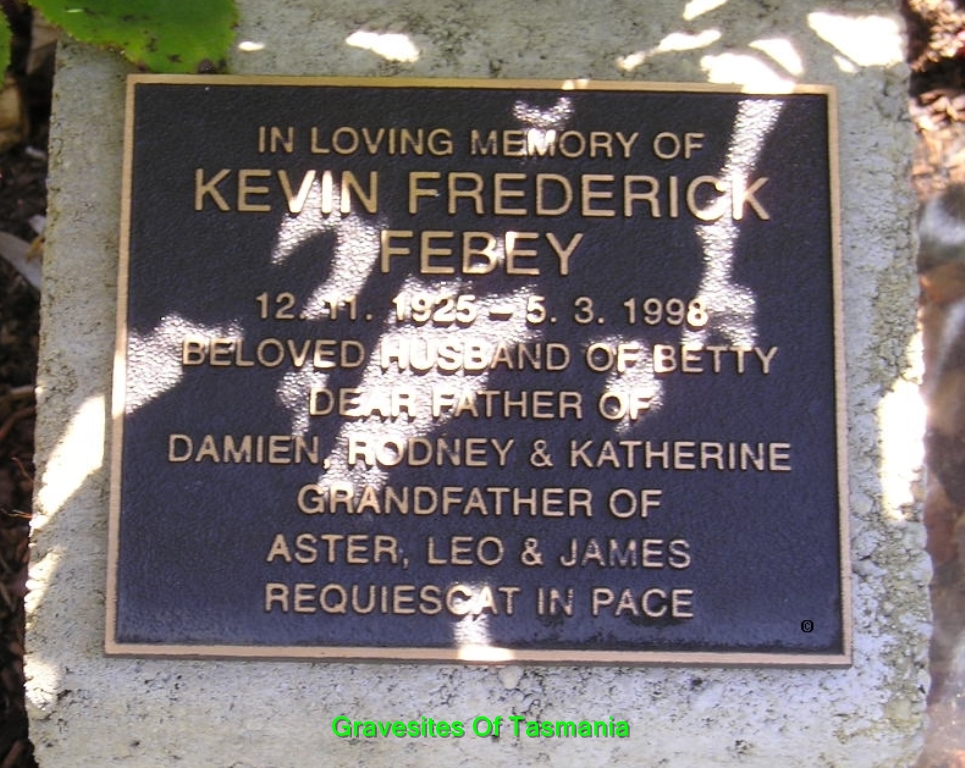 IN LOVING MEMORY OF
KEVIN FREDERICK
FEBEY
12. 11. 1925 – 5. 3. 1998
BELOVED HUSBAND OF BETTY
DEAR FATHER OF
DAMIEN, RODNEY & KATHERINE
GRANDFATHER OF
ASTER, LEO & JAMES
REQUIESCAT IN PACE
©
Gravesites Of Tasmania